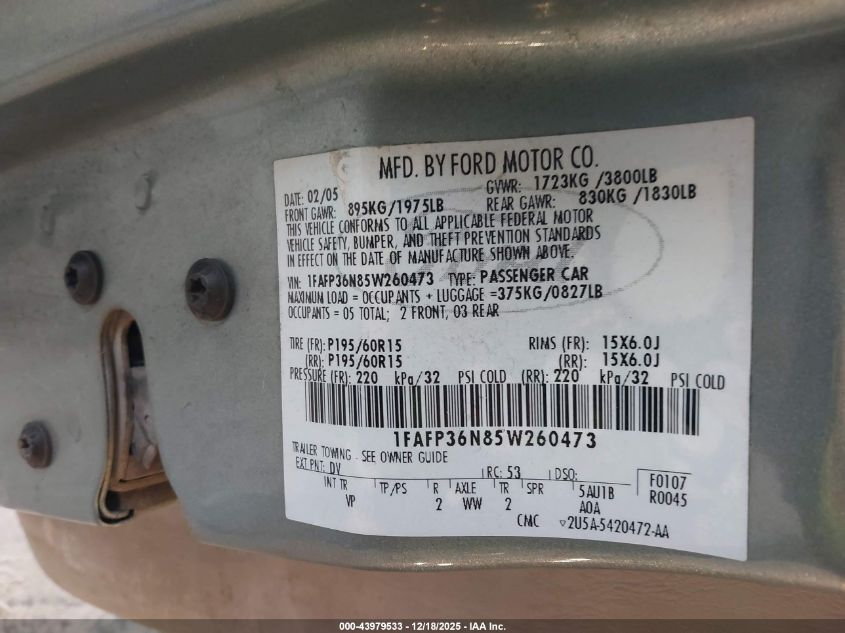 MFD. BY FORD MOTOR CO.
DATE: 02/05 GVWR: 1723KG /3800LB
FRONT GAWR: 895KG/1975LB REAR GAWR: 830KG /1830LB
THIS VEHICLE CONFORMS TO ALL APPLICABLE FEDERAL MOTOR
VEHICLE SAFETY, BUMPER, AND THEFT PREVENTION STANDARDS
IN EFFECT ON THE DATE OF MANUFACTURE SHOWN ABOVE.
VIN: 1FAFP36N85W260473 TYPE: PASSENGER CAR
MAXIMUM LOAD = OCCUPANTS + LUGGAGE =375KG/0827LB
OCCUPANTS = 05 TOTAL; 2 FRONT, 03 REAR
TIRE (FR): P195/60R15 RIMS (FR): 15X6.0J
(RR): P195/60R15 (RR): 15X6.0J
PRESSURE (FR): 220 kPa/32 PSI COLD (RR): 220 kPa/32 PSI COLD
1FAFP36N85W260473
TRAILER TOWING - SEE OWNER GUIDE
EXT PNT: DV RC: 53 DSO: F0107
INT TR TP/PS R AXLE TR SPR 5AU1B R0045
VP 2 WW 2 AOA
CMC ▽2U5A-5420472-AA
000-43979533 - 12/18/2025 - IAA Inc.